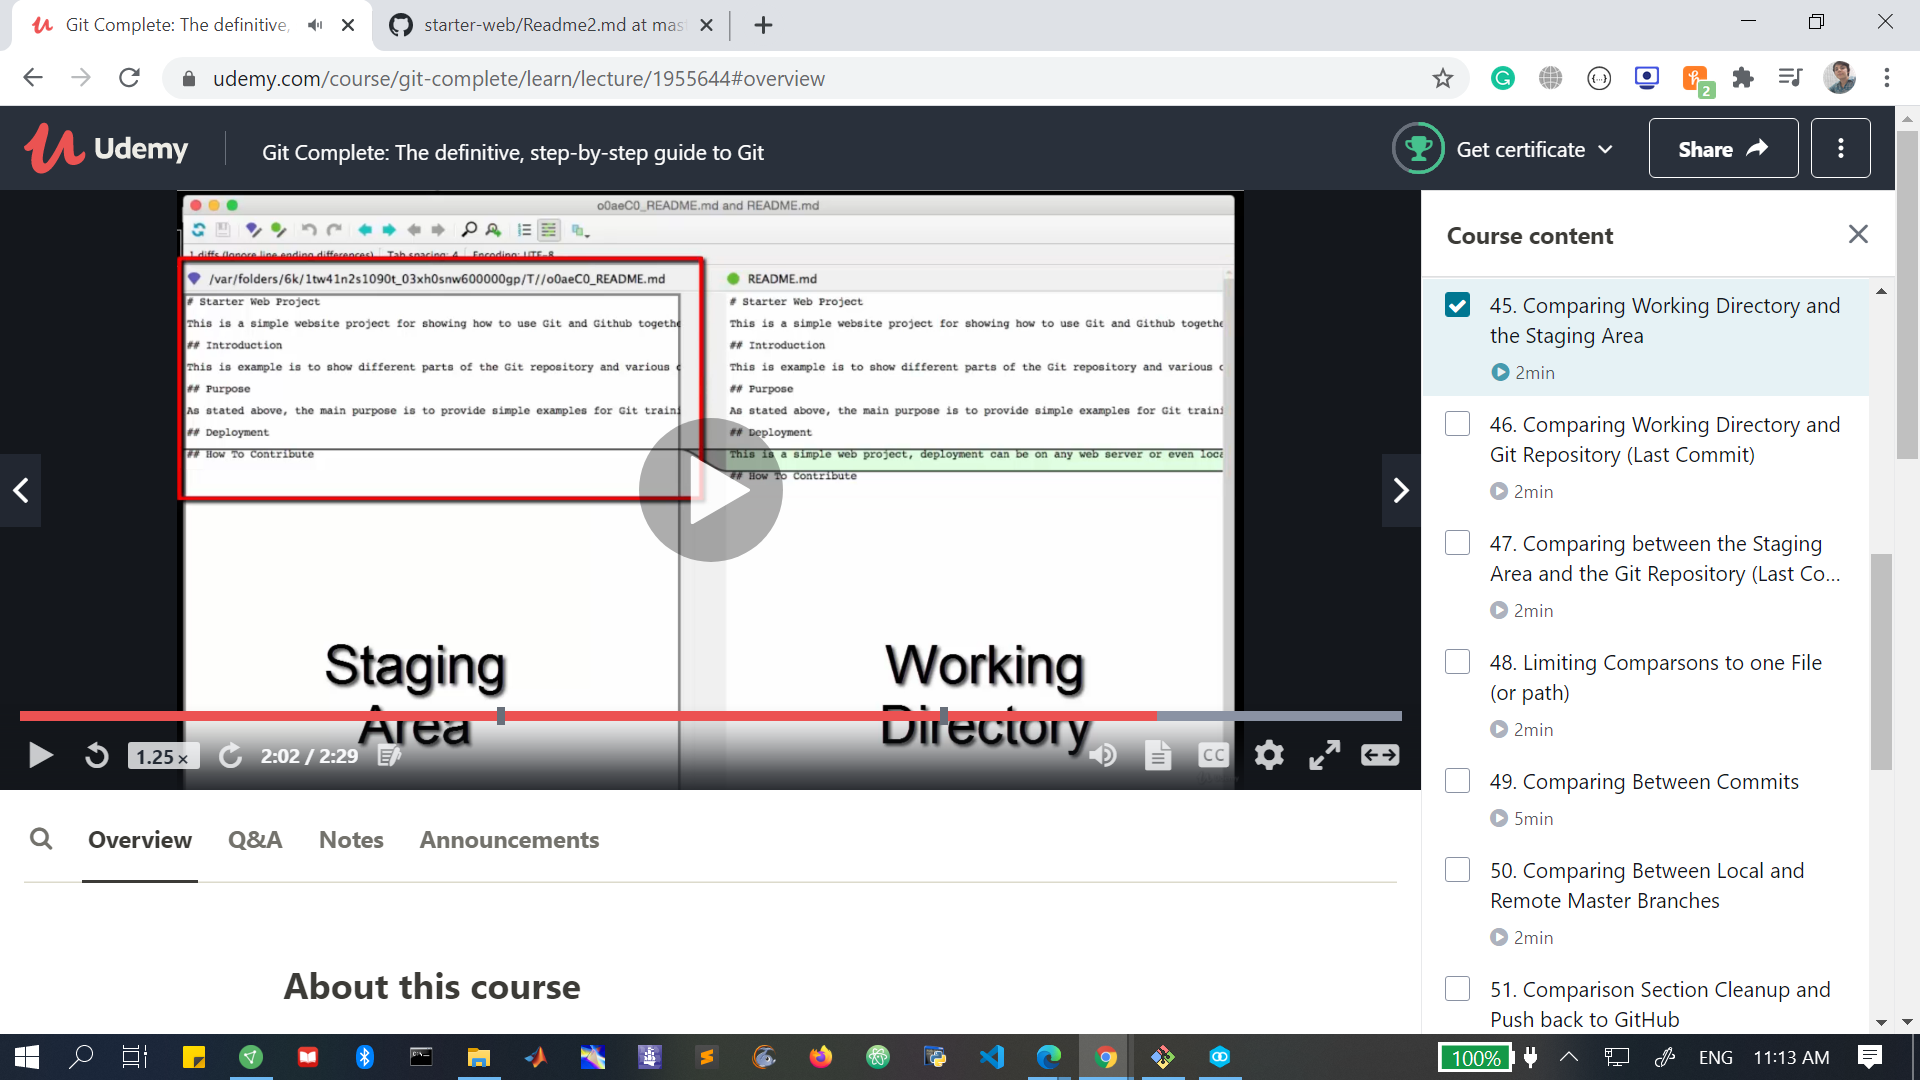 Git Complete: The definitive,
starter-web/Readme2.md at mas
udemy.com/course/git-complete/learn/lecture/1955644#overview
2
Udemy
Git Complete: The definitive, step-by-step guide to Git
Get certificate
Share
o0aeC0_README.md and README.md
1 diffs (Ignore line ending differences) Tab spacing: 4 Encoding: UTF-8
/var/folders/6k/1tw41n2s1090t_03xh0snw600000gp/T//o0aeC0_README.md
# Starter Web Project
This is a simple website project for showing how to use Git and Github togethe
## Introduction
This is example is to show different parts of the Git repository and various
## Purpose
As stated above, the main purpose is to provide simple examples for Git traini
## Deployment
## How To Contribute
README.md
# Starter Web Project
This is a simple website project for showing how to use Git and Github togethe
## Introduction
This is example is to show different parts of the Git repository and various
## Purpose
As stated above, the main purpose is to provide simple examples for Git traini
## Deployment
This is a simple web project, deployment can be on any web server or even loca
## How To Contribute
Staging
Area
Working
Directory
1.25×
2:02 / 2:29
CC
Course content
45. Comparing Working Directory and
the Staging Area
2min
46. Comparing Working Directory and
Git Repository (Last Commit)
2min
47. Comparing between the Staging
Area and the Git Repository (Last Co...
2min
48. Limiting Comparsons to one File
(or path)
2min
49. Comparing Between Commits
5min
50. Comparing Between Local and
Remote Master Branches
2min
51. Comparison Section Cleanup and
Push back to GitHub
Overview
Q&A
Notes
Announcements
About this course
100%
ENG
11:13 AM